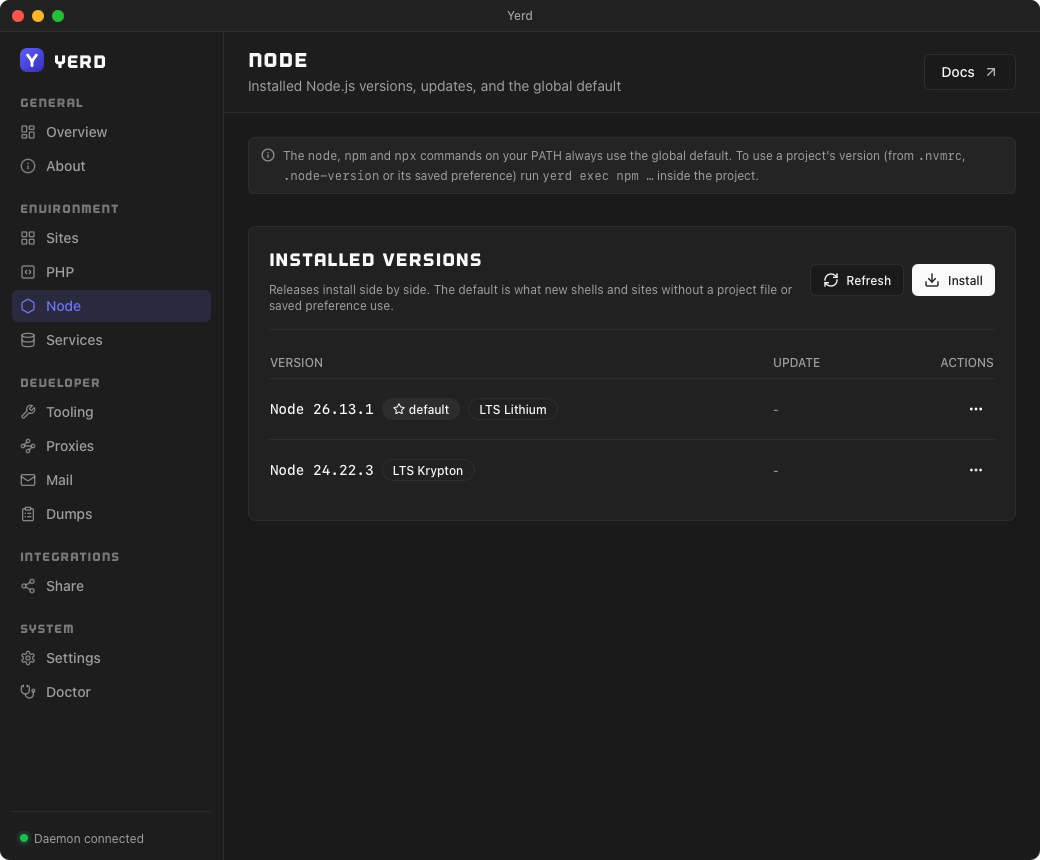 Yerd
Y YERD
GENERAL
Overview
About
ENVIRONMENT
Sites
PHP
Node
Services
DEVELOPER
Tooling
Proxies
Mail
Dumps
INTEGRATIONS
Share
SYSTEM
Settings
Doctor
Daemon connected
NODE
Installed Node.js versions, updates, and the global default
Docs
The node, npm and npx commands on your PATH always use the global default. To use a project's version (from .nvmrc,
.node-version or its saved preference) run yerd exec npm … inside the project.
INSTALLED VERSIONS
Releases install side by side. The default is what new shells and sites without a project file or
saved preference use.
Refresh
Install
VERSION UPDATE ACTIONS
Node 26.13.1 default LTS Lithium - ···
Node 24.22.3 LTS Krypton - ···